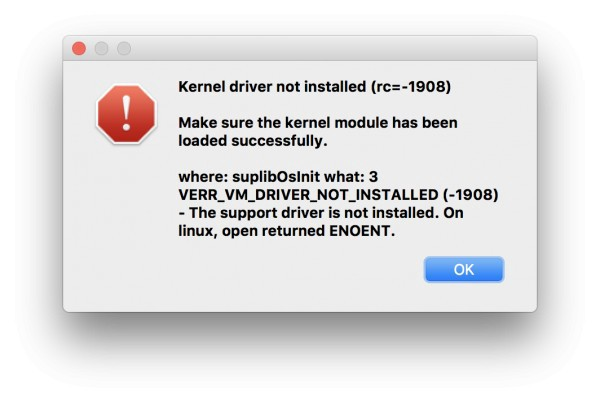 Kernel driver not installed (rc=-1908)
Make sure the kernel module has been
loaded successfully.
where: suplibOsInit what: 3
VERR_VM_DRIVER_NOT_INSTALLED (-1908)
- The support driver is not installed. On
linux, open returned ENOENT.
OK